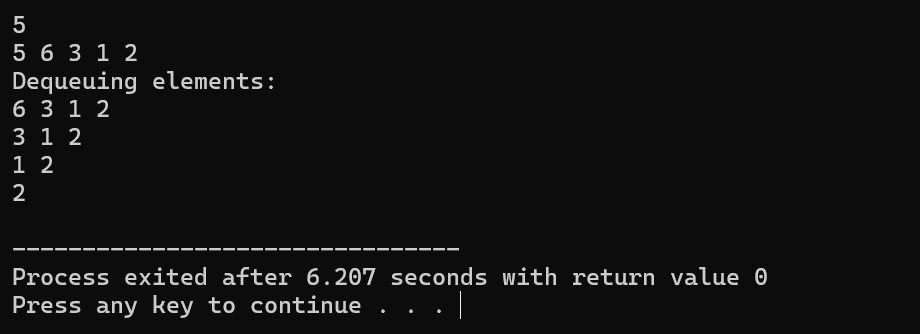 5
5 6 3 1 2
Dequeuing elements:
6 3 1 2
3 1 2
1 2
2

--------------------------------
Process exited after 6.207 seconds with return value 0
Press any key to continue . . .